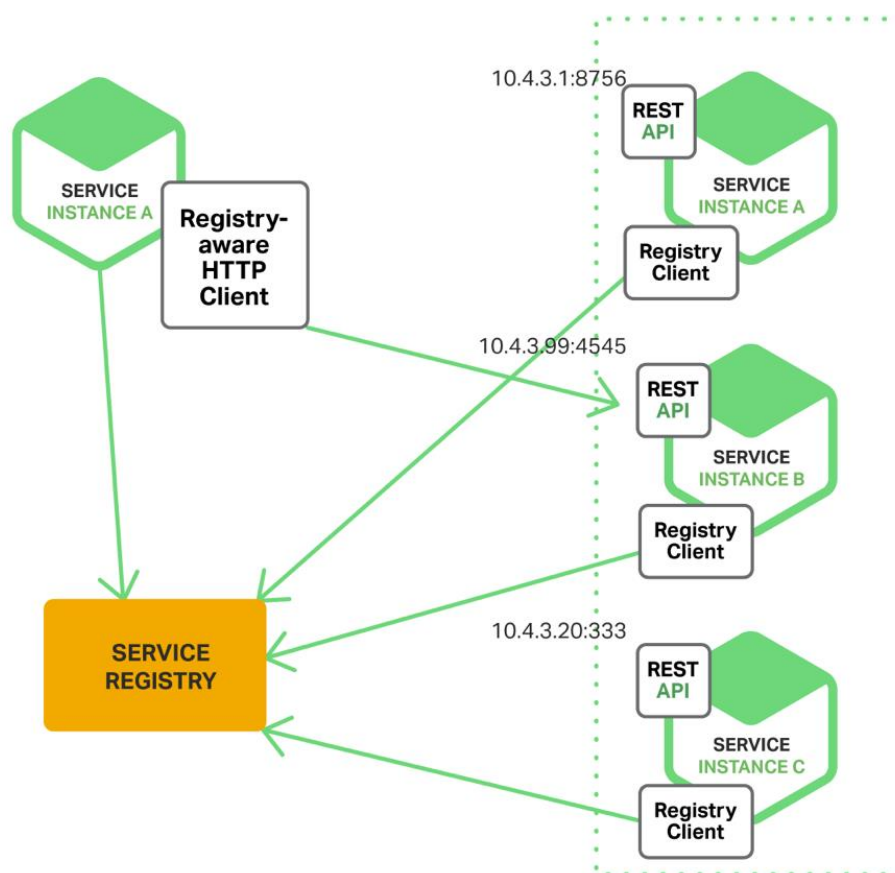 10.4.3.1:8756
REST
API
SERVICE
INSTANCE A
SERVICE
INSTANCE A
Registry-
aware
HTTP
Client
Registry
Client
10.4.3.99:4545
REST
API
SERVICE
INSTANCE B
Registry
Client
10.4.3.20:333
SERVICE
REGISTRY
REST
API
SERVICE
INSTANCE C
Registry
Client